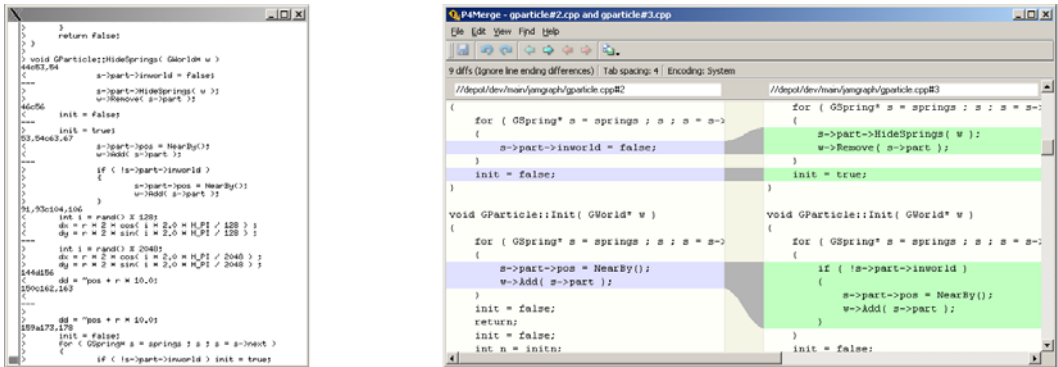 >       }
>       return false;
> }
>
> void GParticle::HideSprings( GWorld* w )
44c53,54
<               s->part->inworld = false;
---
>               s->part->HideSprings( w );
>               w->Remove( s->part );
46c56
<       init = false;
---
>       init = true;
53,54c63,67
<               s->part->pos = NearBy();
<               w->Add( s->part );
---
>               if ( !s->part->inworld )
>               {
>                       s->part->pos = NearBy();
>                       w->Add( s->part );
>               }
91,93c104,106
<       int i = rand() % 128;
<       dx = r * 2 * cos( i * 2.0 * M_PI / 128 ) ;
<       dy = r * 2 * sin( i * 2.0 * M_PI / 128 ) ;
---
>       int i = rand() % 2048;
>       dx = r * 2 * cos( i * 2.0 * M_PI / 2048 ) ;
>       dy = r * 2 * sin( i * 2.0 * M_PI / 2048 ) ;
144d156
<       dd = ^pos + r * 10.0;
150c162,163
<
---
>
>       dd = ^pos + r * 10.0;
159a173,178
>       init = false;
>       for ( GSpring* s = springs ; s ; s = s->next )
>       {
>               if ( !s->part->inworld ) init = true;
P4Merge - gparticle#2.cpp and gparticle#3.cpp
File Edit View Find Help
9 diffs (Ignore line ending differences) Tab spacing: 4 Encoding: System
//depot/dev/main/jamgraph/gparticle.cpp#2
{
    for ( GSpring* s = springs ; s ; s = s->
    {
        s->part->inworld = false;
    }
    init = false;
}
void GParticle::Init( GWorld* w )
{
    for ( GSpring* s = springs ; s ; s = s->
    {
        s->part->pos = NearBy();
        w->Add( s->part );
    }
    init = false;
    return;
    init = false;
    int n = initn;
//depot/dev/main/jamgraph/gparticle.cpp#3
    for ( GSpring* s = springs ; s ; s = s->
    {
        s->part->HideSprings( w );
        w->Remove( s->part );
    }
    init = true;
}
void GParticle::Init( GWorld* w )
{
    for ( GSpring* s = springs ; s ; s = s->
    {
        if ( !s->part->inworld )
        {
            s->part->pos = NearBy();
            w->Add( s->part );
        }
    }
    init = false;